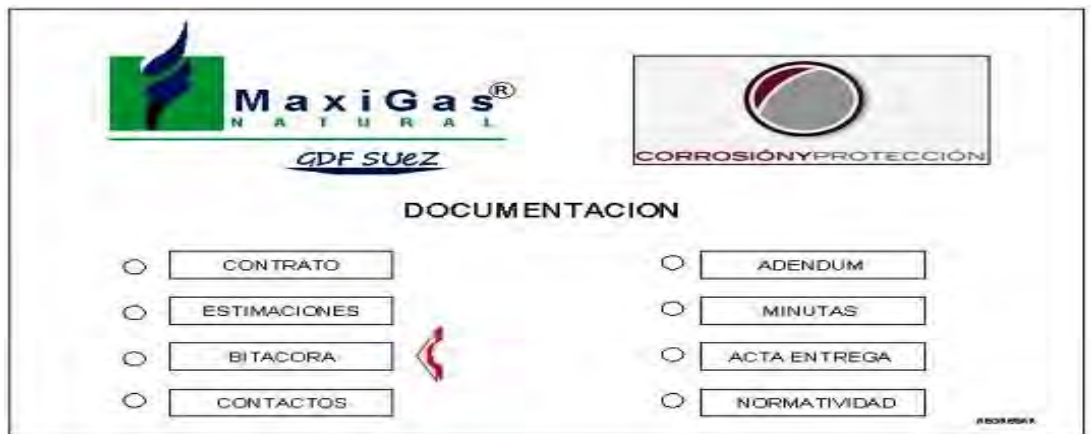 MaxiGas®
NATURAL
GDF SUEZ
CORROSIÓNYPROTECCIÓN
DOCUMENTACION
CONTRATO
ADENDUM
ESTIMACIONES
MINUTAS
BITACORA
ACTA ENTREGA
CONTACTOS
NORMATIVIDAD